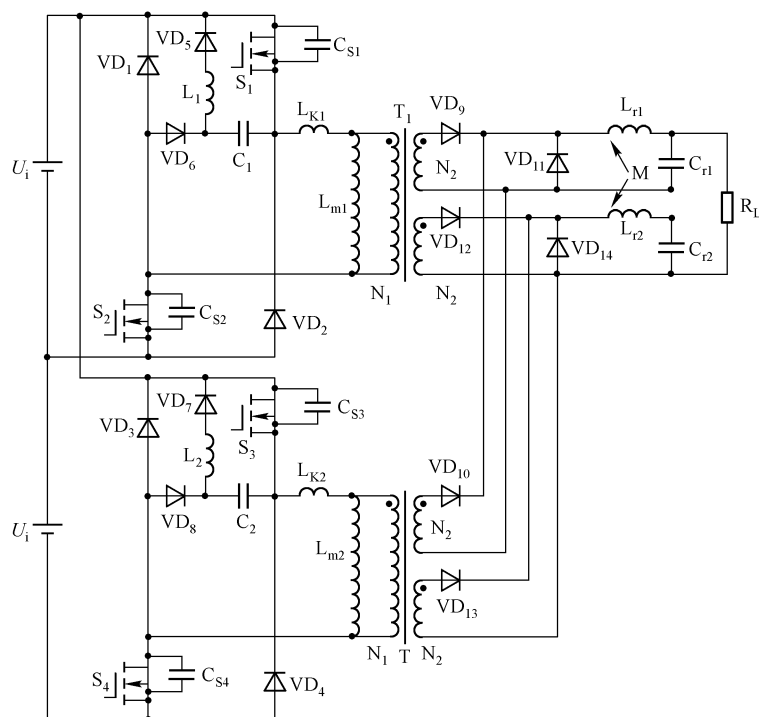 VD5
CS1
VD1
S1
L1
LK1
T1
VD9
Lr1
VD6
C1
N2
VD11
M
Cr1
Ui
Lm1
VD12
Lr2
RL
VD14
Cr2
S2
CS2
VD2
N1
N2
VD7
CS3
VD3
S3
L2
LK2
VD10
VD8
C2
N2
Ui
Lm2
VD13
N1
T
N2
S4
CS4
VD4